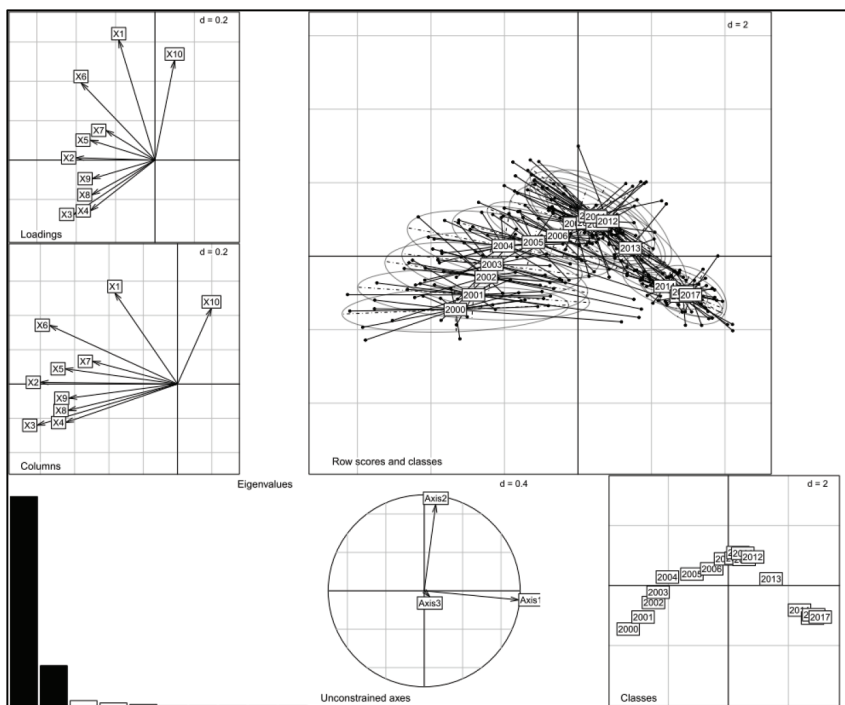 d = 0.2
X1
X10
X6
X7
X5
X2
X9
X8
X3
X4
Loadings
d = 0.2
X1
X10
X6
X7
X5
X2
X9
X8
X3
X4
Columns
d = 2
2012
2006
2005
2004
2013
2003
2002
2001
2017
2000
Row scores and classes
Eigenvalues
d = 0.4
Axis2
Axis3
Axis1
Unconstrained axes
d = 2
2012
2006
2005
2004
2013
2003
2002
2001
2017
2000
Classes